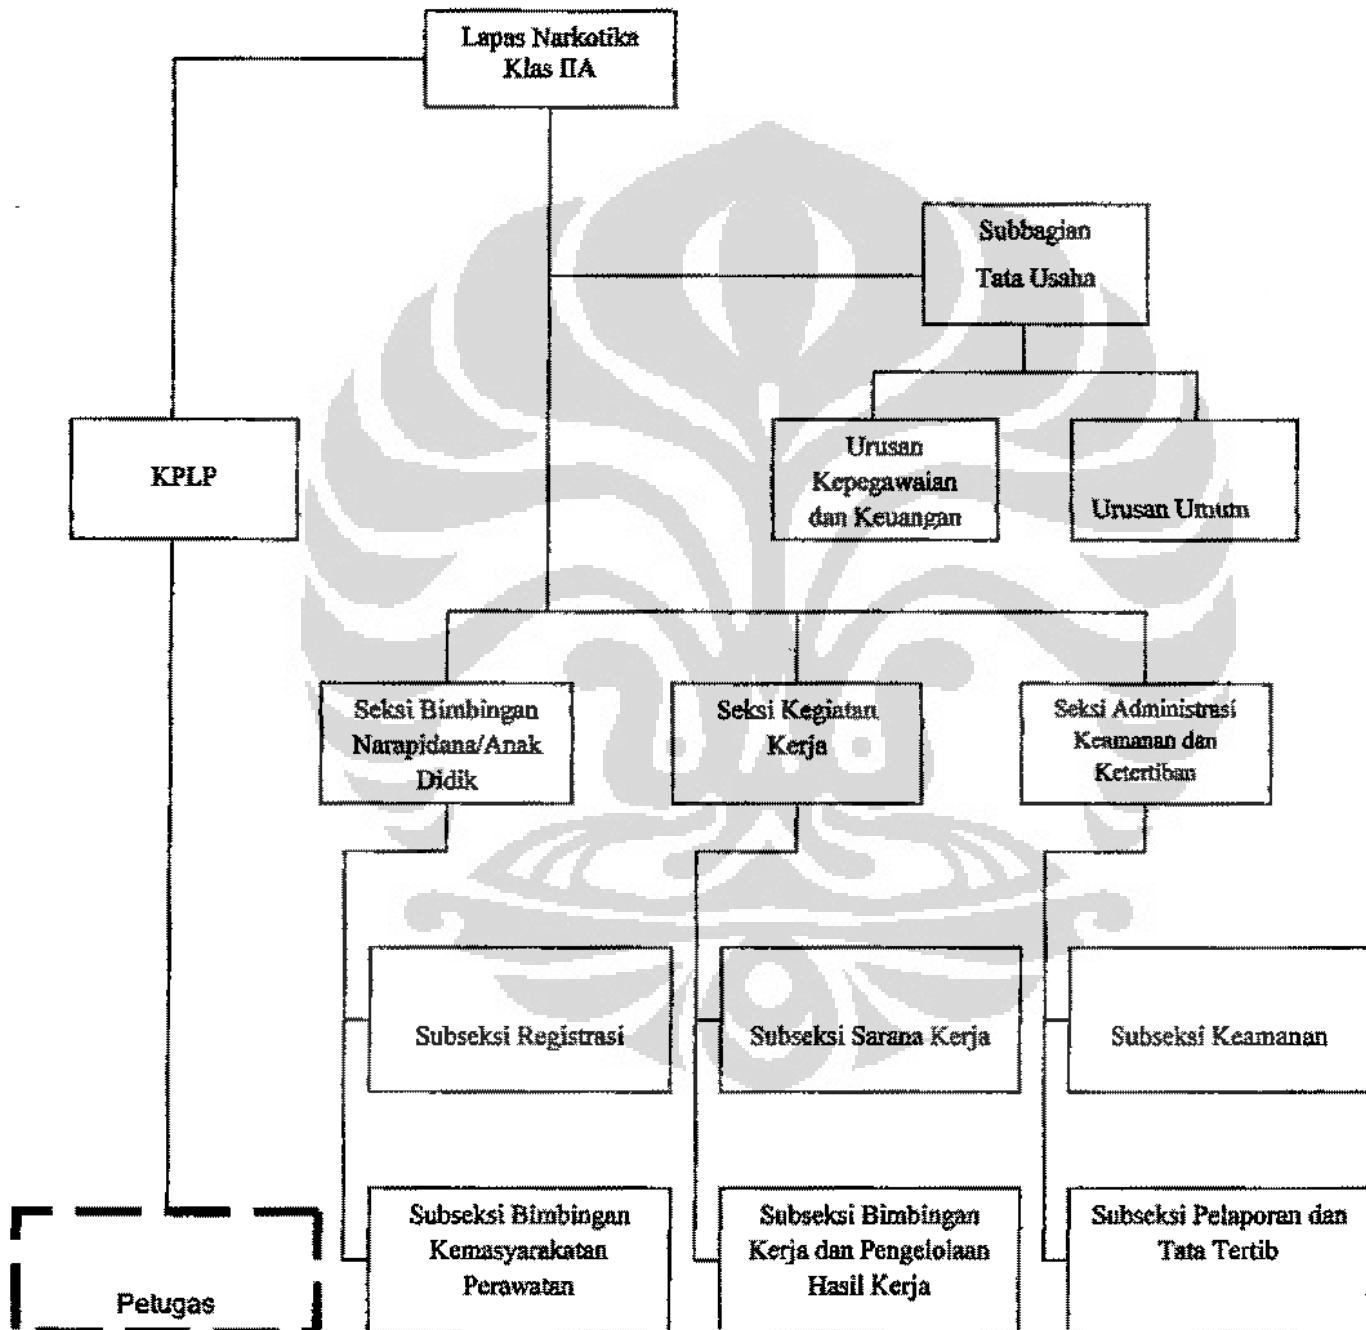 Lapas Narkotika
Klas IIA
Subbagian
Tata Usaha
KPLP
Urusan
Kepegawaian
dan Keuangan
Urusan Umum
Seksi Bimbingan
Narapidana/Anak
Didik
Seksi Kegiatan
Kerja
Seksi Administrasi
Keamanan dan
Ketertiban
Subseksi Registrasi
Subseksi Sarana Kerja
Subseksi Keamanan
Subseksi Bimbingan
Kemasyarakatan
Perawatan
Subseksi Bimbingan
Kerja dan Pengelolaan
Hasil Kerja
Subseksi Pelaporan dan
Tata Tertib
Petugas